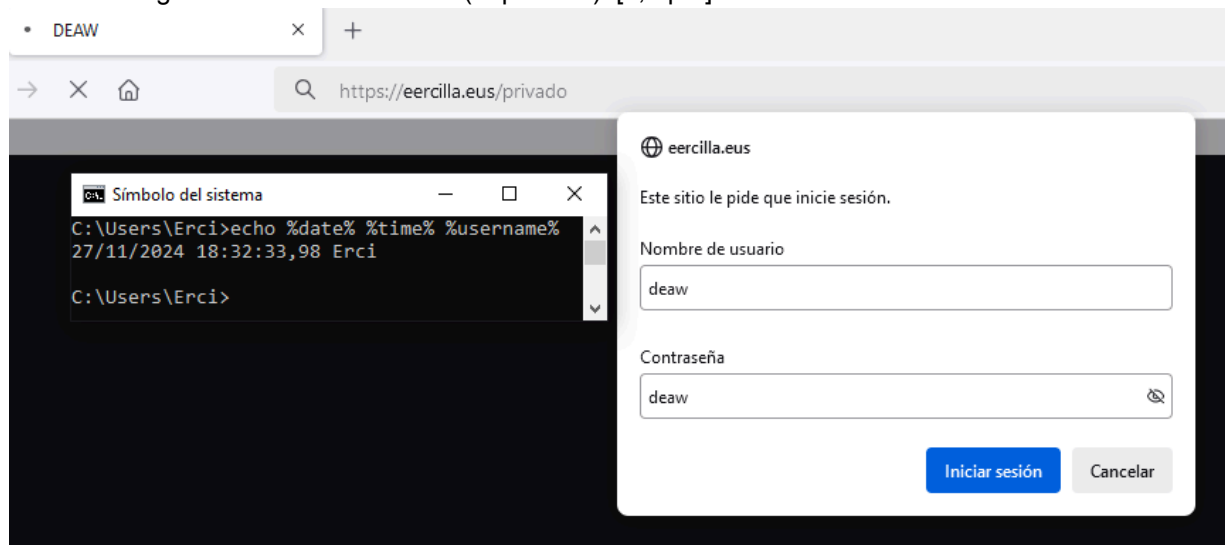 DEAW
https://eercilla.eus/privado
eercilla.eus
Este sitio le pide que inicie sesión.
Símbolo del sistema
C:\Users\Erci>echo %date% %time% %username%
27/11/2024 18:32:33,98 Erci
C:\Users\Erci>
Nombre de usuario
deaw
Contraseña
deaw
Iniciar sesión
Cancelar